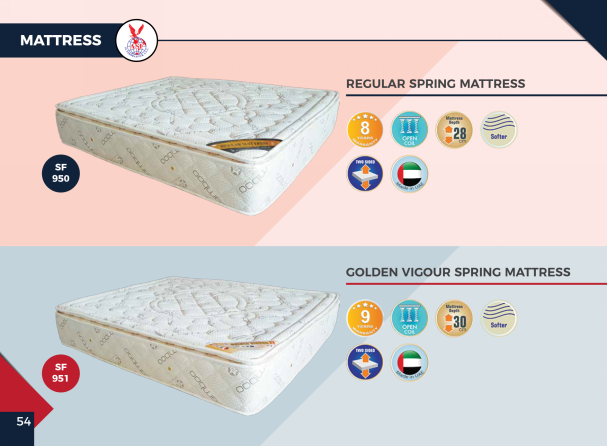 MATTRESS
REGULAR SPRING MATTRESS
8
OPEN
COIL
Mattress
Depth
28
Softer
TWO SIDED
SF
950
GOLDEN VIGOUR SPRING MATTRESS
9
OPEN
COIL
Mattress
Depth
30
Softer
TWO SIDED
SF
951
54